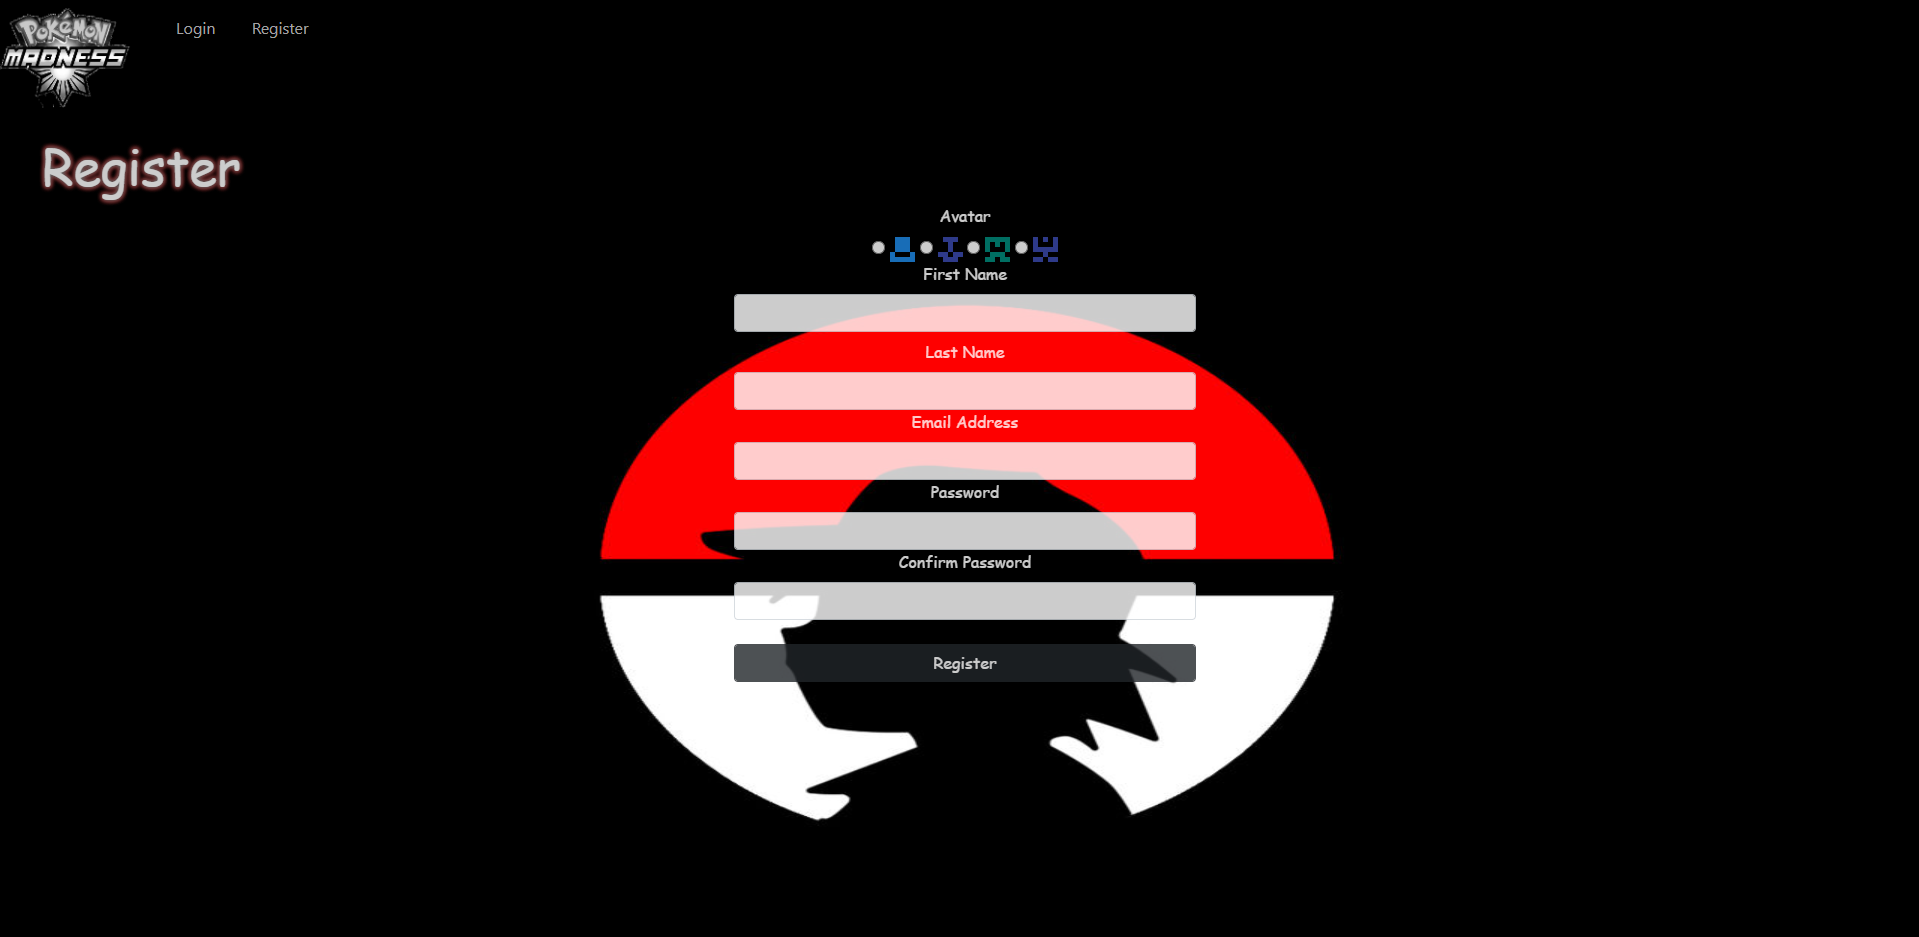 POKÉMON
MADNESS
Login
Register
Register
Avatar
First Name
Last Name
Email Address
Password
Confirm Password
Register